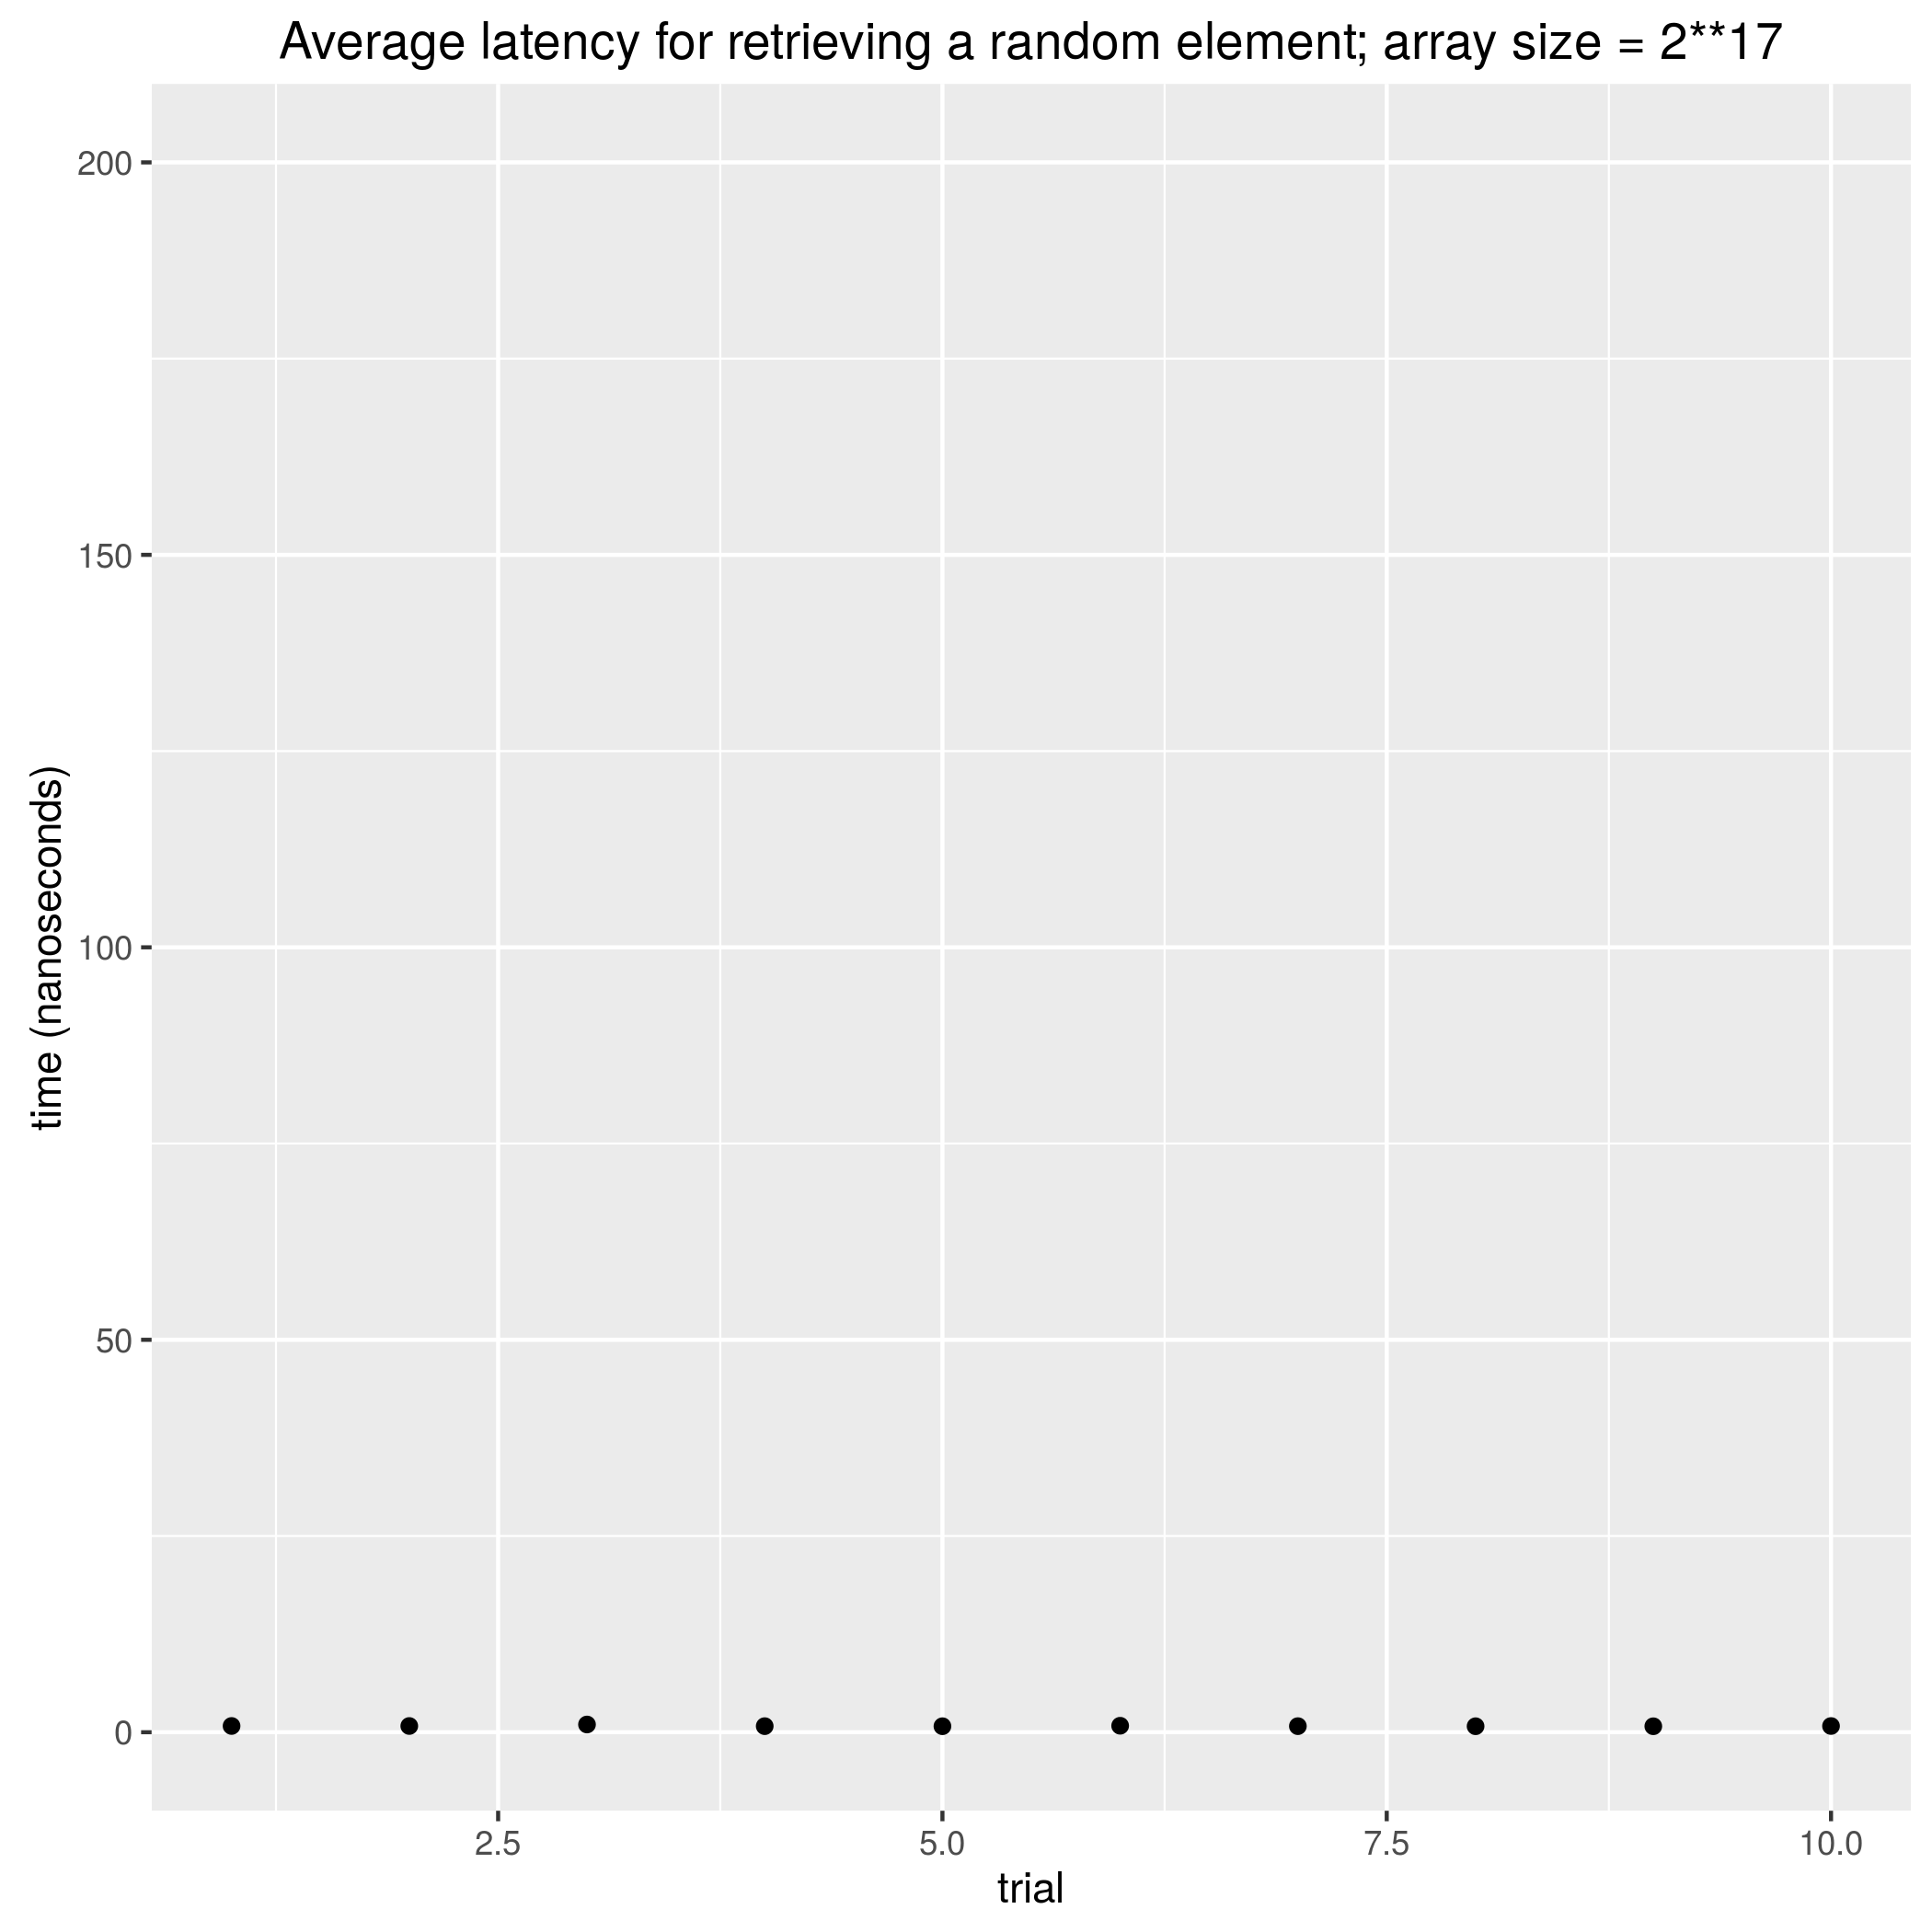 Average latency for retrieving a random element; array size = 2**17
200
150
100
50
0
time (nanoseconds)
2.5 5.0 7.5 10.0
trial